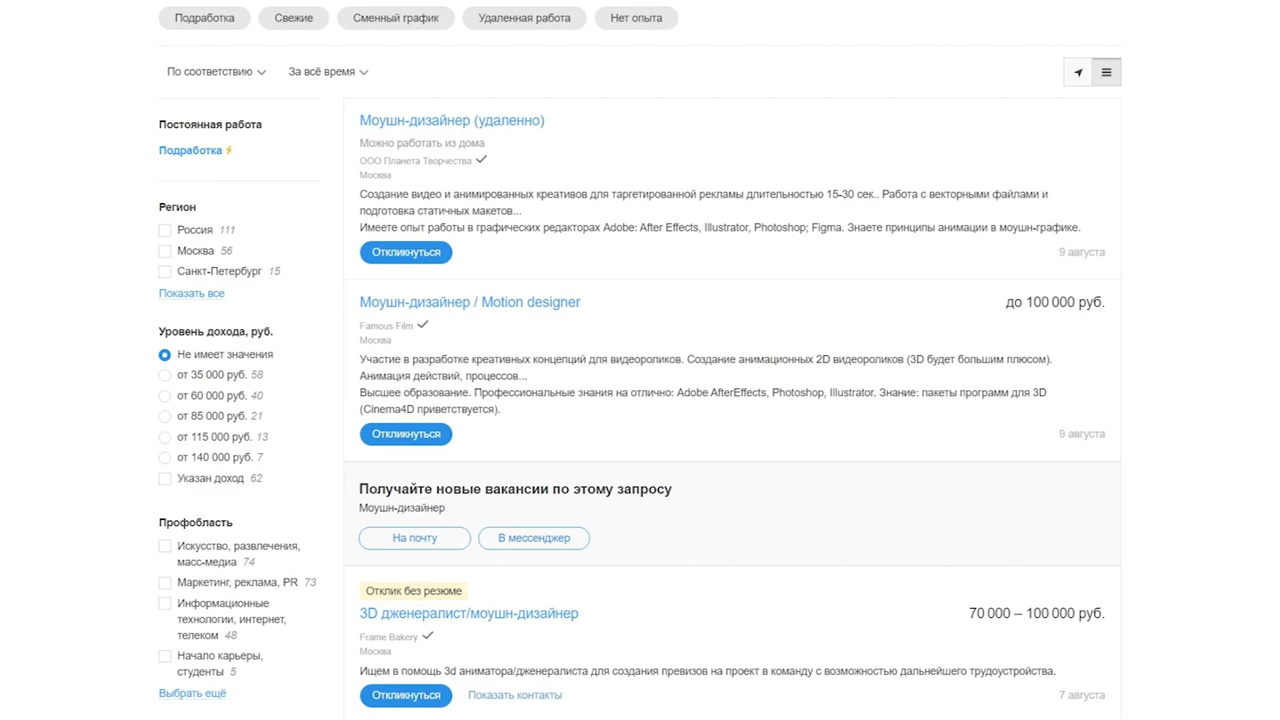 Подработка
Свежие
Сменный график
Удаленная работа
Нет опыта
По соответствию
За всё время
Постоянная работа
Подработка
Регион
Россия 111
Москва 56
Санкт-Петербург 15
Показать все
Уровень дохода, руб.
Не имеет значения
от 35 000 руб. 58
от 60 000 руб. 40
от 85 000 руб. 21
от 115 000 руб. 13
от 140 000 руб. 7
Указан доход 62
Профобласть
Искусство, развлечения,
масс-медиа 74
Маркетинг, реклама, PR 73
Информационные
технологии, интернет,
телеком 48
Начало карьеры,
студенты 5
Выбрать ещё
Моушн-дизайнер (удаленно)
Можно работать из дома
ООО Планета Творчества
Москва
Создание видео и анимированных креативов для таргетированной рекламы длительностью 15-30 сек.. Работа с векторными файлами и
подготовка статичных макетов...
Имеете опыт работы в графических редакторах Adobe: After Effects, Illustrator, Photoshop; Figma. Знаете принципы анимации в моушн-графике.
Откликнуться
9 августа
Моушн-дизайнер / Motion designer
до 100 000 руб.
Famous Film
Москва
Участие в разработке креативных концепций для видеороликов. Создание анимационных 2D видеороликов (3D будет большим плюсом).
Анимация действий, процессов...
Высшее образование. Профессиональные знания на отлично: Adobe AfterEffects, Photoshop, Illustrator. Знание: пакеты программ для 3D
(Cinema4D приветствуется).
Откликнуться
9 августа
Получайте новые вакансии по этому запросу
Моушн-дизайнер
На почту
В мессенджер
Отклик без резюме
3D дженералист/моушн-дизайнер
70 000 – 100 000 руб.
Frame Bakery
Москва
Ищем в помощь 3d аниматора/дженералиста для создания превизов на проект в команду с возможностью дальнейшего трудоустройства.
Откликнуться
Показать контакты
7 августа